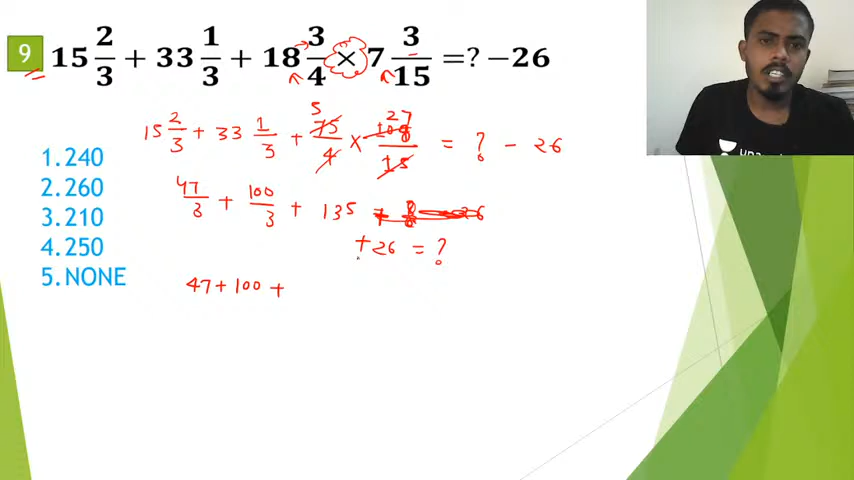 9 15 2/3 + 33 1/3 + 18 3/4 × 7 3/15 =? −26
15 2/3 + 33 1/3 + 75/4 × 108/15 = ? - 26
5 27
1.240
2.260
3.210
4.250
5.NONE
47/3 + 100/3 + 135
+26 = ?
47+100+